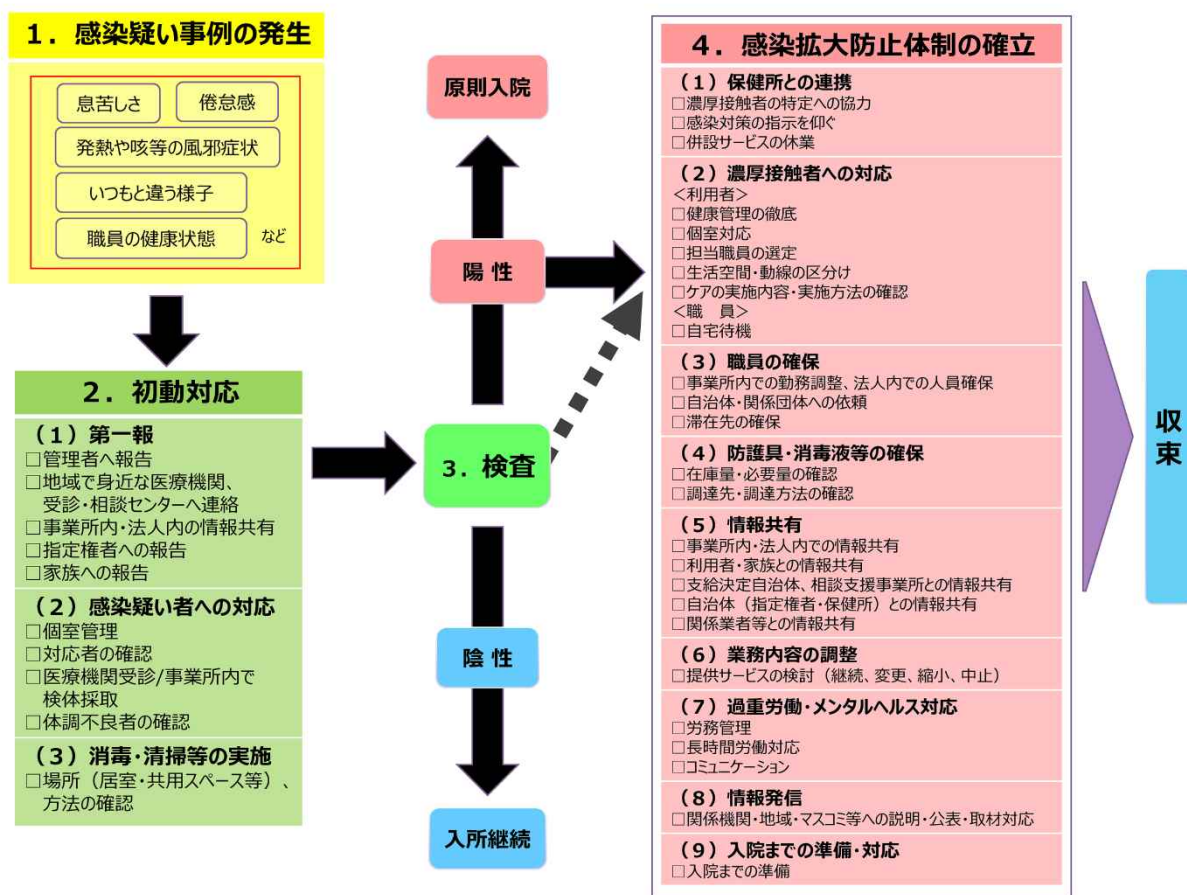 1．感染疑い事例の発生
息苦しさ
倦怠感
発熱や咳等の風邪症状
いつもと違う様子
職員の健康状態
など
2．初動対応
（1）第一報
□管理者へ報告
□地域で身近な医療機関、
受診・相談センターへ連絡
□事業所内・法人内の情報共有
□指定権者への報告
□家族への報告
（2）感染疑い者への対応
□個室管理
□対応者の確認
□医療機関受診/事業所内で
検体採取
□体調不良者の確認
（3）消毒・清掃等の実施
□場所（居室・共用スペース等）、
方法の確認
原則入院
陽 性
3．検査
陰 性
入所継続
4．感染拡大防止体制の確立
（1）保健所との連携
□濃厚接触者の特定への協力
□感染対策の指示を仰ぐ
□併設サービスの休業
（2）濃厚接触者への対応
＜利用者＞
□健康管理の徹底
□個室対応
□担当職員の選定
□生活空間・動線の区分け
□ケアの実施内容・実施方法の確認
＜職　員＞
□自宅待機
（3）職員の確保
□事業所内での勤務調整、法人内での人員確保
□自治体・関係団体への依頼
□滞在先の確保
（4）防護具・消毒液等の確保
□在庫量・必要量の確認
□調達先・調達方法の確認
（5）情報共有
□事業所内・法人内での情報共有
□利用者・家族との情報共有
□支給決定自治体、相談支援事業所との情報共有
□自治体（指定権者・保健所）との情報共有
□関係業者等との情報共有
（6）業務内容の調整
□提供サービスの検討（継続、変更、縮小、中止）
（7）過重労働・メンタルヘルス対応
□労務管理
□長時間労働対応
□コミュニケーション
（8）情報発信
□関係機関・地域・マスコミ等への説明・公表・取材対応
（9）入院までの準備・対応
□入院までの準備
収束